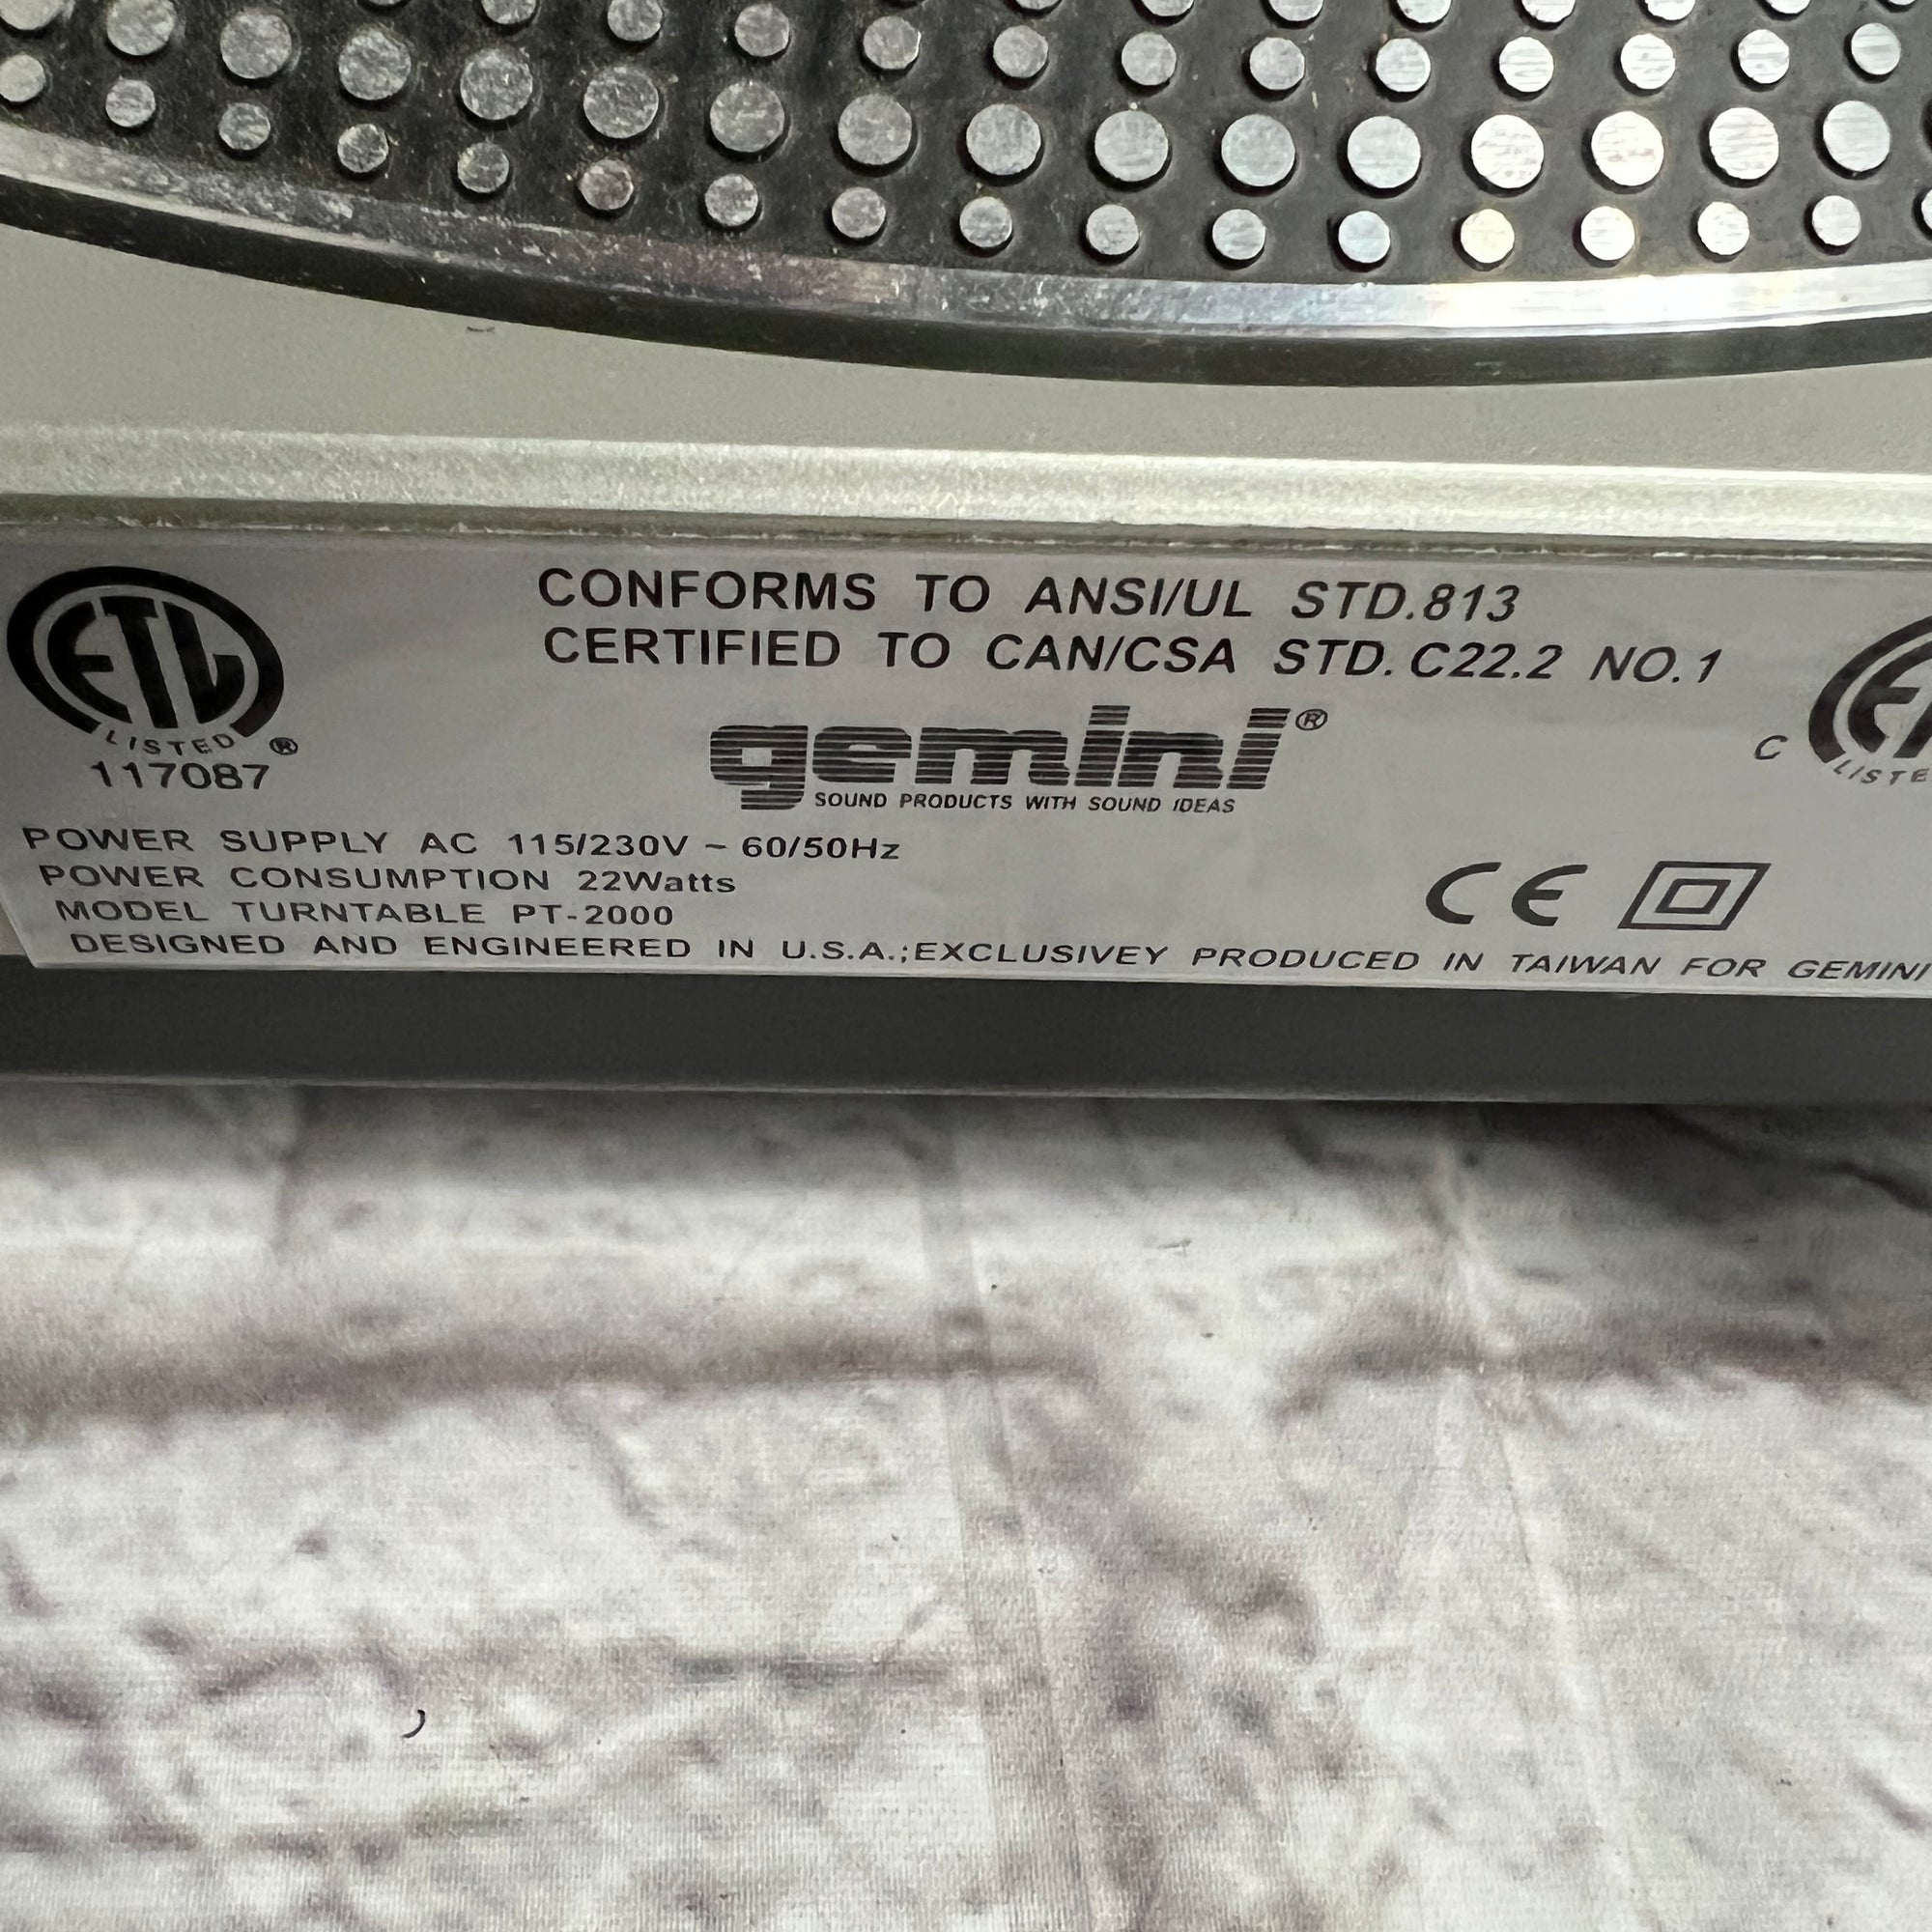 ETL
LISTED ®
117087
CONFORMS TO ANSI/UL STD.813
CERTIFIED TO CAN/CSA STD. C22.2 NO.1
gemini®
SOUND PRODUCTS WITH SOUND IDEAS
C
POWER SUPPLY AC 115/230V ~ 60/50Hz
POWER CONSUMPTION 22Watts
MODEL TURNTABLE PT-2000
DESIGNED AND ENGINEERED IN U.S.A.;EXCLUSIVEY PRODUCED IN TAIWAN FOR GEMINI
CE